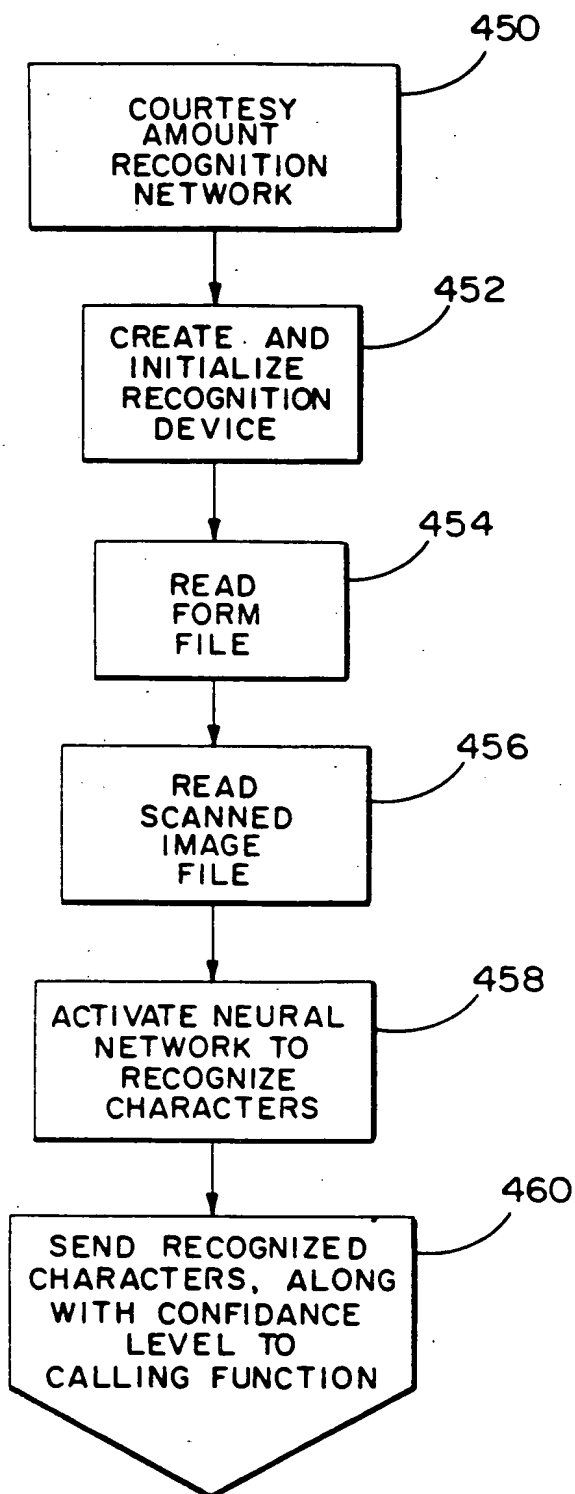 450
COURTESY
AMOUNT
RECOGNITION
NETWORK
452
CREATE AND
INITIALIZE
RECOGNITION
DEVICE
454
READ
FORM
FILE
456
READ
SCANNED
IMAGE
FILE
458
ACTIVATE NEURAL
NETWORK TO
RECOGNIZE
CHARACTERS
460
SEND RECOGNIZED
CHARACTERS, ALONG
WITH CONFIDANCE
LEVEL TO
CALLING FUNCTION